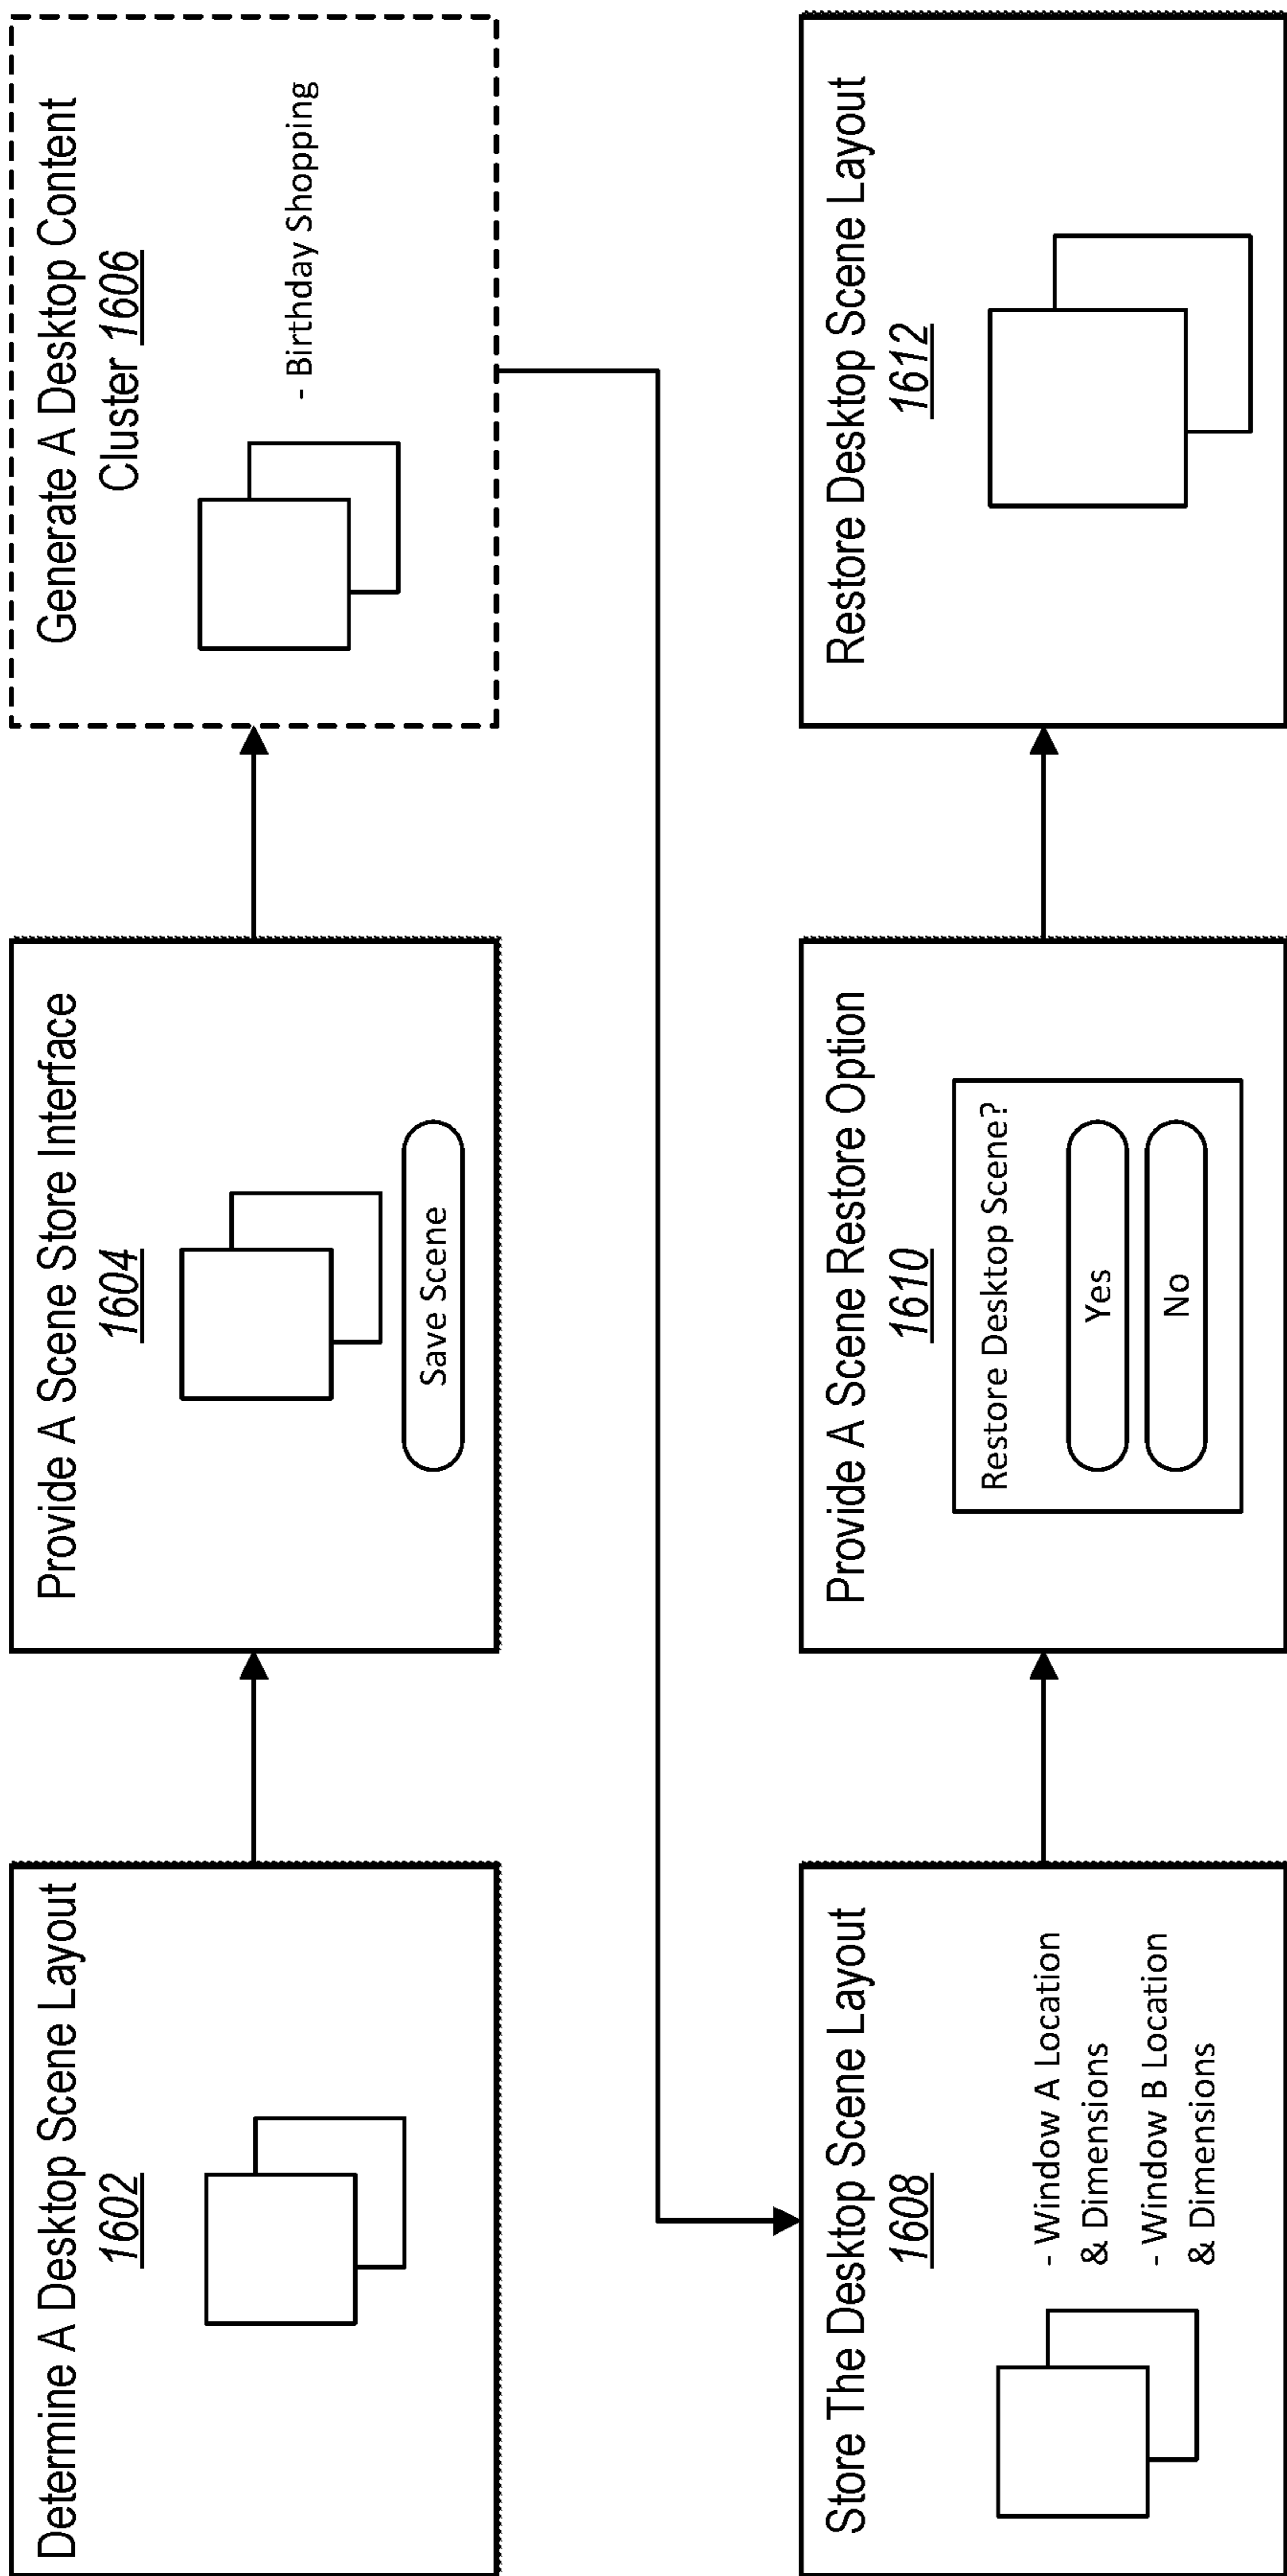 Determine A Desktop Scene Layout
1602
Provide A Scene Store Interface
1604
Save Scene
Generate A Desktop Content
Cluster 1606
- Birthday Shopping
Store The Desktop Scene Layout
1608
- Window A Location
& Dimensions
- Window B Location
& Dimensions
Provide A Scene Restore Option
1610
Restore Desktop Scene?
Yes
No
Restore Desktop Scene Layout
1612